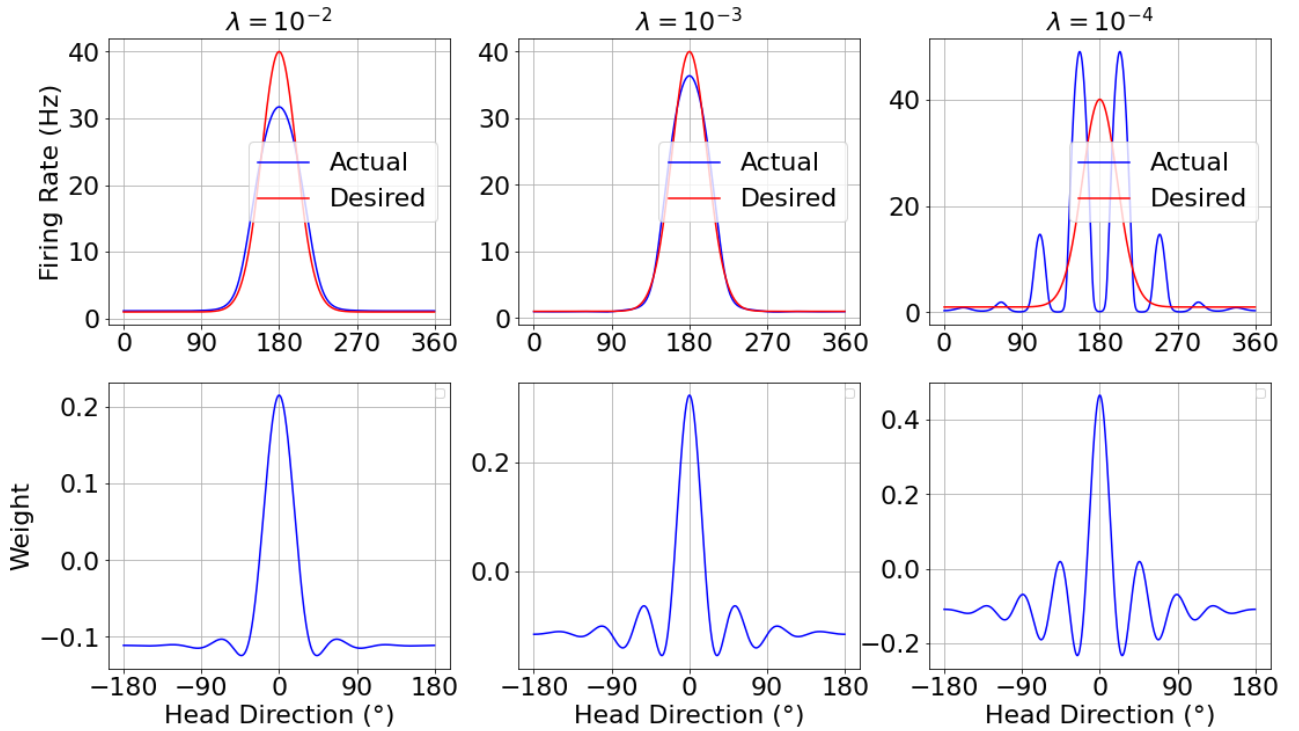 λ = 10⁻²
λ = 10⁻³
λ = 10⁻⁴
Firing Rate (Hz)
40
30
20
10
0
Actual
Desired
0 90 180 270 360
40
30
20
10
0
Actual
Desired
0 90 180 270 360
40
20
0
Actual
Desired
0 90 180 270 360
Weight
0.2
0.1
0.0
−0.1
−180 −90 0 90 180
Head Direction (°)
0.2
0.0
−180 −90 0 90 180
Head Direction (°)
0.4
0.2
0.0
−0.2
−180 −90 0 90 180
Head Direction (°)